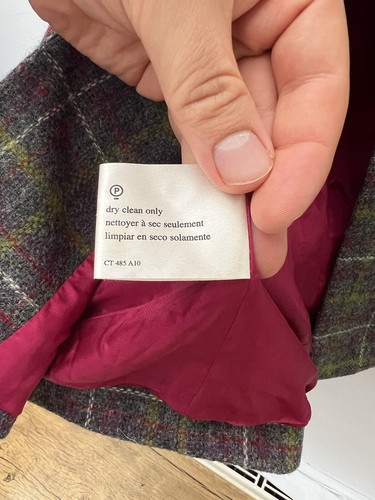 P
dry clean only
nettoyer à sec seulement
limpiar en seco solamente
CT 485 A10